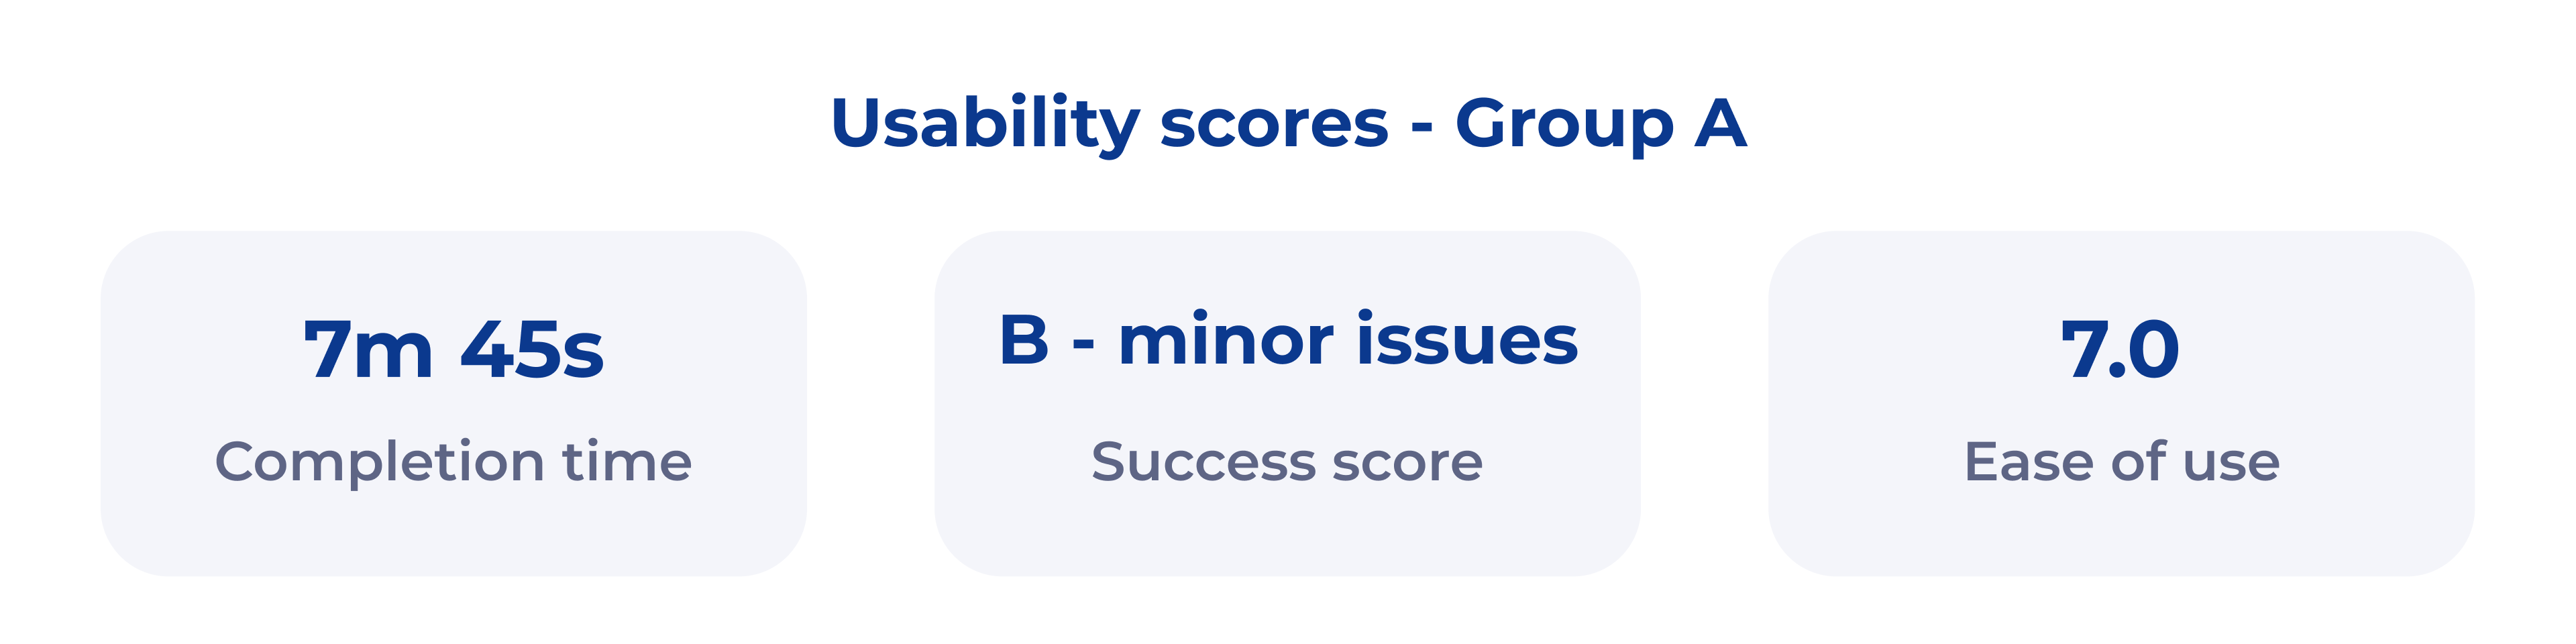 Usability scores - Group A
7m 45s
Completion time
B - minor issues
Success score
7.0
Ease of use